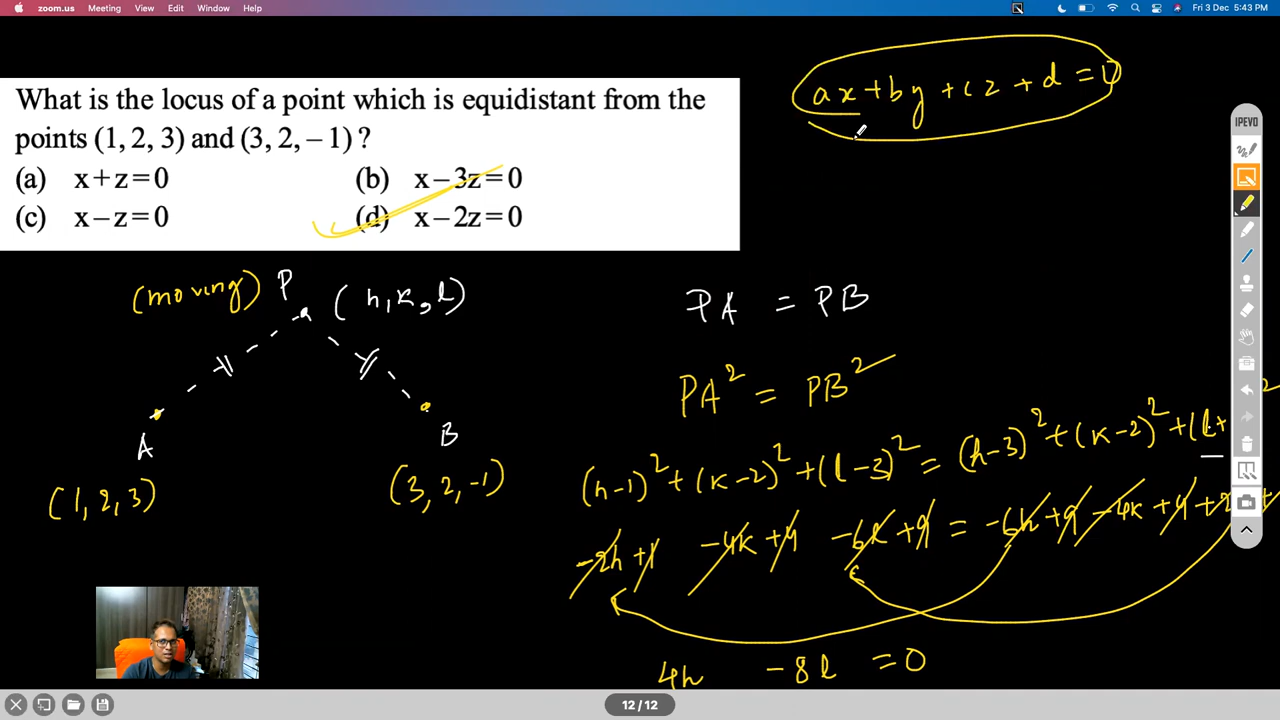 zoom.us Meeting View Edit Window Help Fri 3 Dec 5:43 PM
ax + by + cz + d = 0
What is the locus of a point which is equidistant from the
points (1, 2, 3) and (3, 2, – 1) ?
(a) x + z = 0 (b) x – 3z = 0
(c) x – z = 0 (d) x – 2z = 0
IPEVO
(moving) P (h, k, l)
PA = PB
PA² = PB²
A B
(1, 2, 3) (3, 2, -1)
(h-1)² + (k-2)² + (l-3)² = (h-3)² + (k-2)² + (l+
-2h +1 -4k +4 -6l +9 = -6h +9 -4k +4 +2
4h -8l = 0
12 / 12